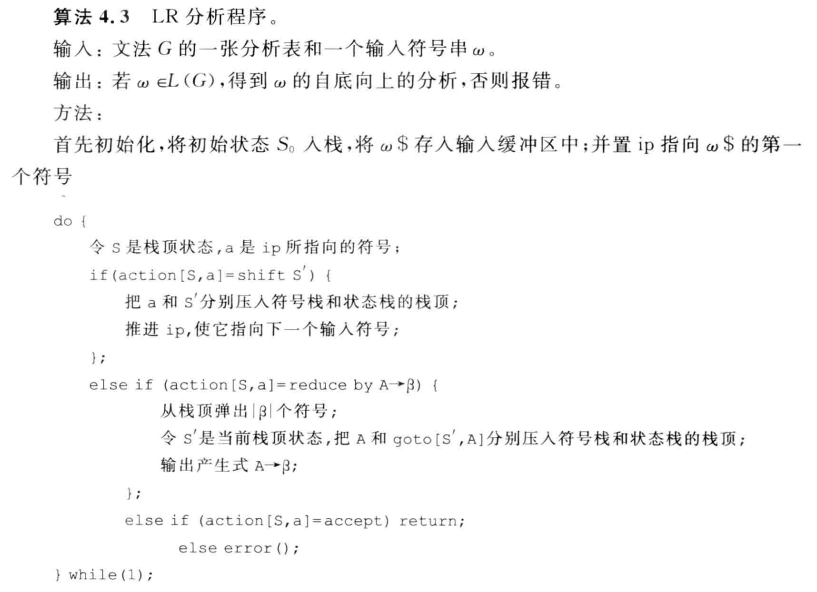 算法 4.3 LR 分析程序。
输入：文法 G 的一张分析表和一个输入符号串 ω。
输出：若 ω∈L(G),得到 ω 的自底向上的分析,否则报错。
方法：
首先初始化,将初始状态 S₀ 入栈,将 ω$ 存入输入缓冲区中;并置 ip 指向 ω$ 的第一
个符号
do {
令 S 是栈顶状态,a 是 ip 所指向的符号;
if(action[S,a]=shift S′) {
把 a 和 S′分别压入符号栈和状态栈的栈顶;
推进 ip,使它指向下一个输入符号;
};
else if (action[S,a]=reduce by A→β) {
从栈顶弹出|β|个符号;
令 S′是当前栈顶状态,把 A 和 goto[S′,A]分别压入符号栈和状态栈的栈顶;
输出产生式 A→β;
};
else if (action[S,a]=accept) return;
else error();
} while(1);